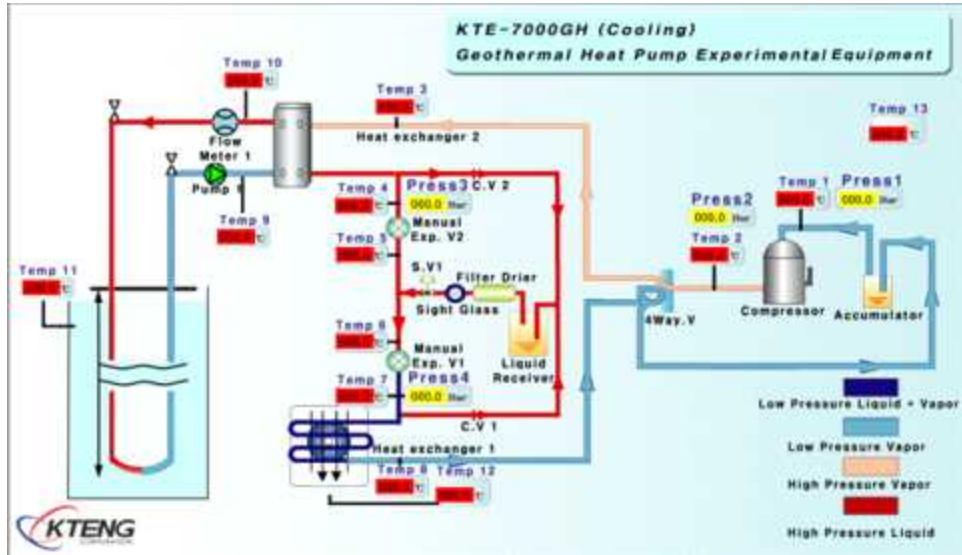 KTE-7000GH (Cooling)
Geothermal Heat Pump Experimental Equipment
Temp 10
℃
Temp 3
℃
Temp 13
℃
Heat exchanger 2
Flow
Meter 1
Pump 1
Temp 9
℃
C.V 2
Temp 4
℃
Press3
000.0 Bar
Manual
Exp. V2
Temp 5
℃
Press2
000.0 Bar
Temp 2
℃
Temp 1
℃
Press1
000.0 Bar
Temp 11
℃
S.V1
Filter Drier
Sight Glass
4Way.V
Compressor
Accumulator
Temp 6
℃
Manual
Exp. V1
Liquid
Receiver
Temp 7
℃
Press4
000.0 Bar
C.V 1
Heat exchanger 1
Temp 8
℃
Temp 12
℃
Low Pressure Liquid + Vapor
Low Pressure Vapor
High Pressure Vapor
High Pressure Liquid
KTENG
CORPORATION